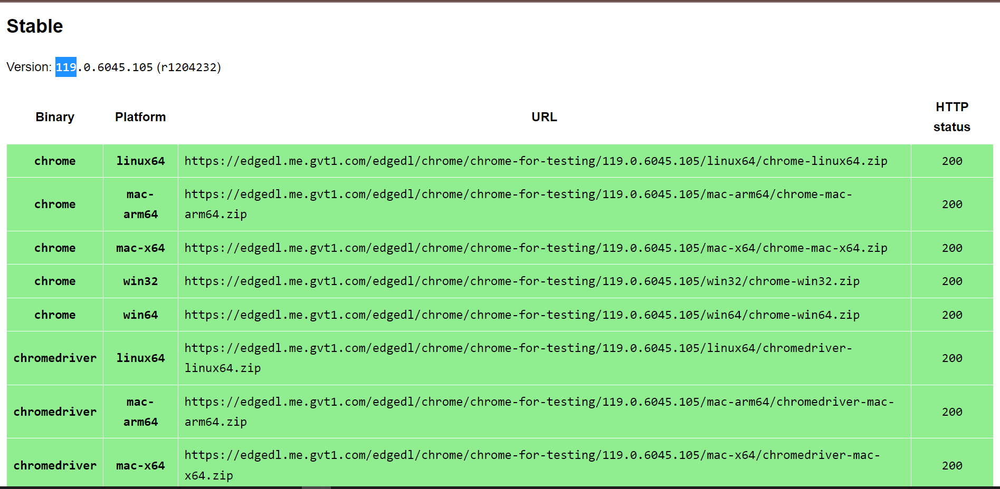 Stable
Version: 119.0.6045.105 (r1204232)
Binary Platform URL HTTP status
chrome linux64 https://edgedl.me.gvt1.com/edgedl/chrome/chrome-for-testing/119.0.6045.105/linux64/chrome-linux64.zip 200
chrome mac-arm64 https://edgedl.me.gvt1.com/edgedl/chrome/chrome-for-testing/119.0.6045.105/mac-arm64/chrome-mac-arm64.zip 200
chrome mac-x64 https://edgedl.me.gvt1.com/edgedl/chrome/chrome-for-testing/119.0.6045.105/mac-x64/chrome-mac-x64.zip 200
chrome win32 https://edgedl.me.gvt1.com/edgedl/chrome/chrome-for-testing/119.0.6045.105/win32/chrome-win32.zip 200
chrome win64 https://edgedl.me.gvt1.com/edgedl/chrome/chrome-for-testing/119.0.6045.105/win64/chrome-win64.zip 200
chromedriver linux64 https://edgedl.me.gvt1.com/edgedl/chrome/chrome-for-testing/119.0.6045.105/linux64/chromedriver-linux64.zip 200
chromedriver mac-arm64 https://edgedl.me.gvt1.com/edgedl/chrome/chrome-for-testing/119.0.6045.105/mac-arm64/chromedriver-mac-arm64.zip 200
chromedriver mac-x64 https://edgedl.me.gvt1.com/edgedl/chrome/chrome-for-testing/119.0.6045.105/mac-x64/chromedriver-mac-x64.zip 200